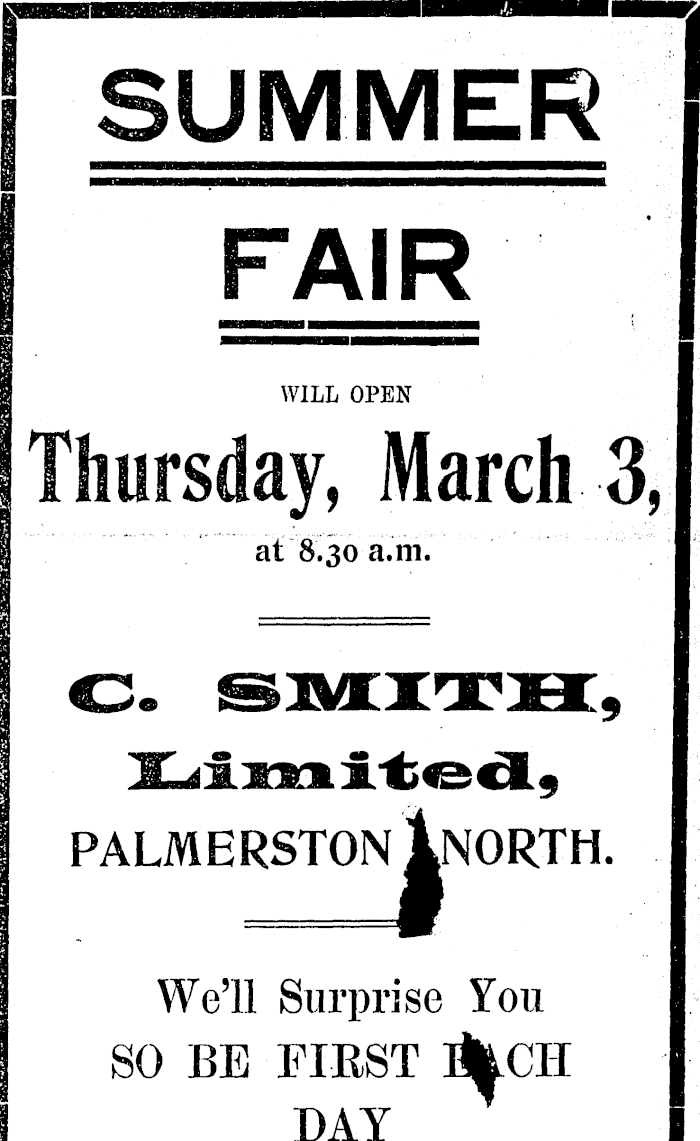 SUMMER
FAIR
WILL OPEN
Thursday, March 3,
at 8.30 a.m.
C. SMITH,
Limited,
PALMERSTON NORTH.
We'll Surprise You
SO BE FIRST EACH
DAY